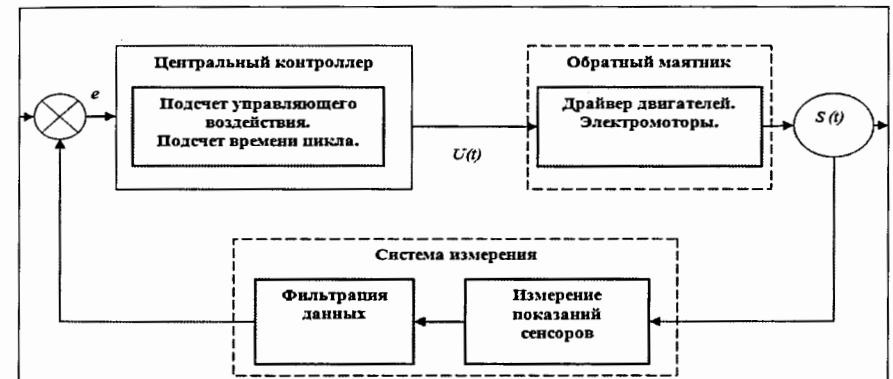 Центральный контроллер
Обратный маятник
e
Подсчет управляющего
воздействия.
Подсчет времени цикла.
Драйвер двигателей.
Электромоторы.
S (t)
U(t)
Система измерения
Фильтрация
данных
Измерение
показаний
сенсоров